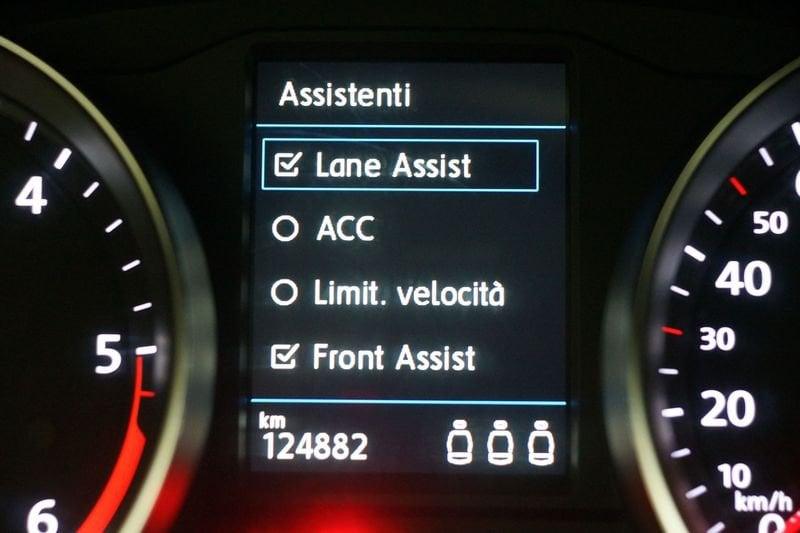 Assistenti
Lane Assist
ACC
Limit. velocità
Front Assist
km
124882
4
5
6
50
40
30
20
10
km/h
0